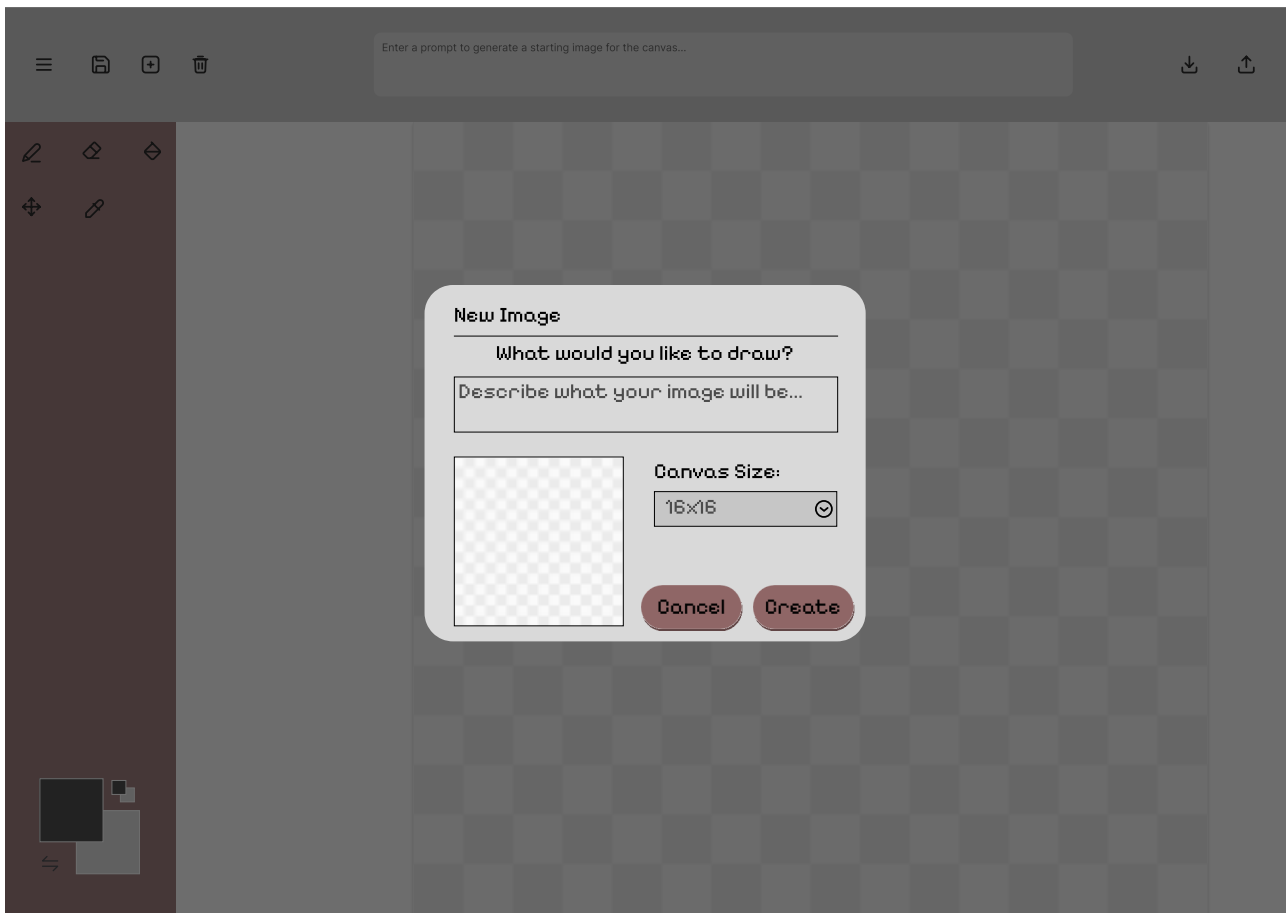 Enter a prompt to generate a starting image for the canvas...
New Image
What would you like to draw?
Describe what your image will be...
Canvas Size:
16x16
Cancel
Create